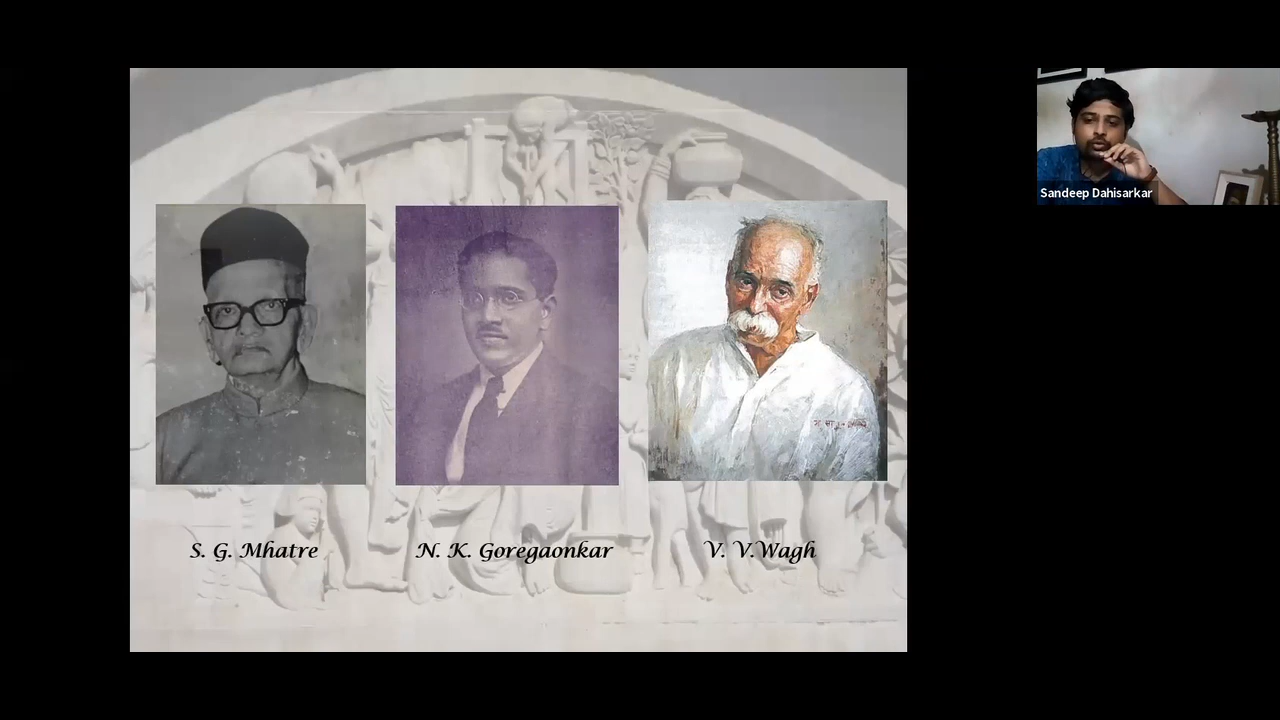 Sandeep Dahisarkar
S. G. Mhatre
N. K. Goregaonkar
V. V.Wagh